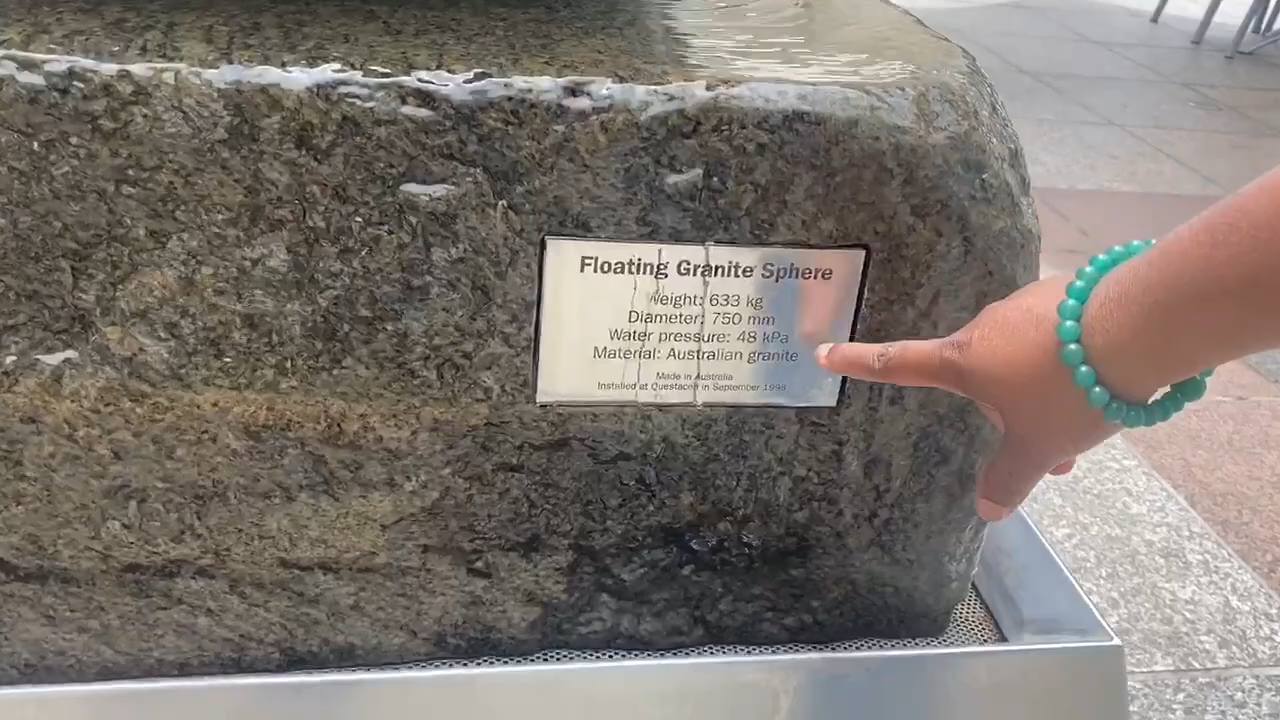 Floating Granite Sphere
Weight: 633 kg
Diameter: 750 mm
Water pressure: 48 kPa
Material: Australian granite
Made in Australia
Installed at Questacon in September 1998